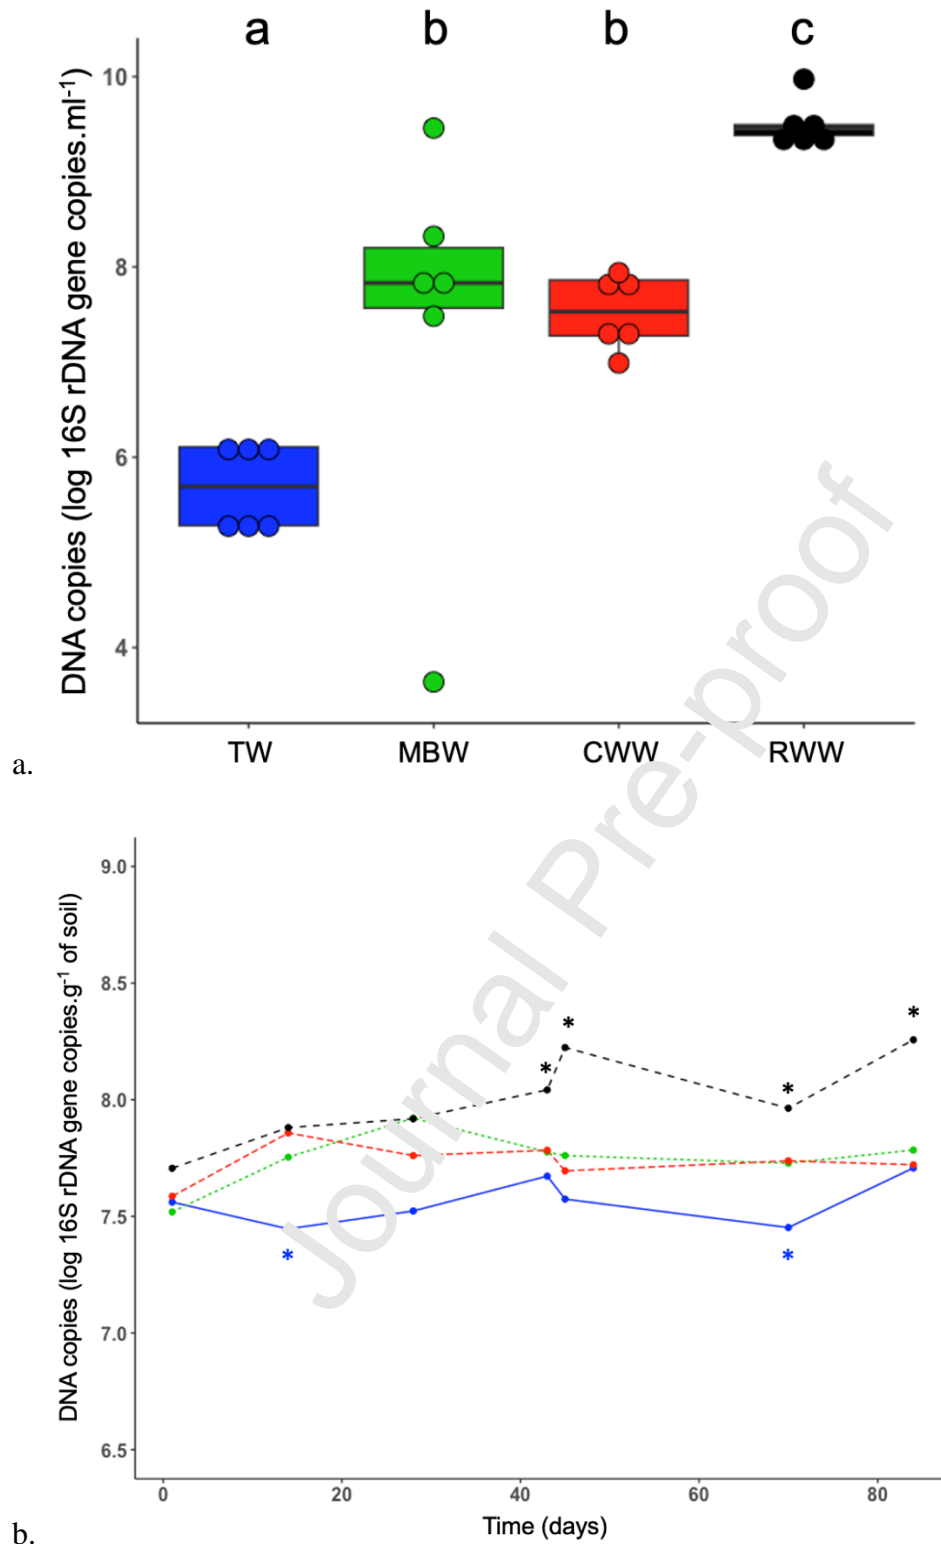 a b b c
DNA copies (log 16S rDNA gene copies.ml⁻¹)
10
8
6
4
TW MBW CWW RWW
a.
DNA copies (log 16S rDNA gene copies.g⁻¹ of soil)
9.0
8.5
8.0
7.5
7.0
6.5
* * * *
* *
0 20 40 60 80
Time (days)
b.
Journal Pre-proof